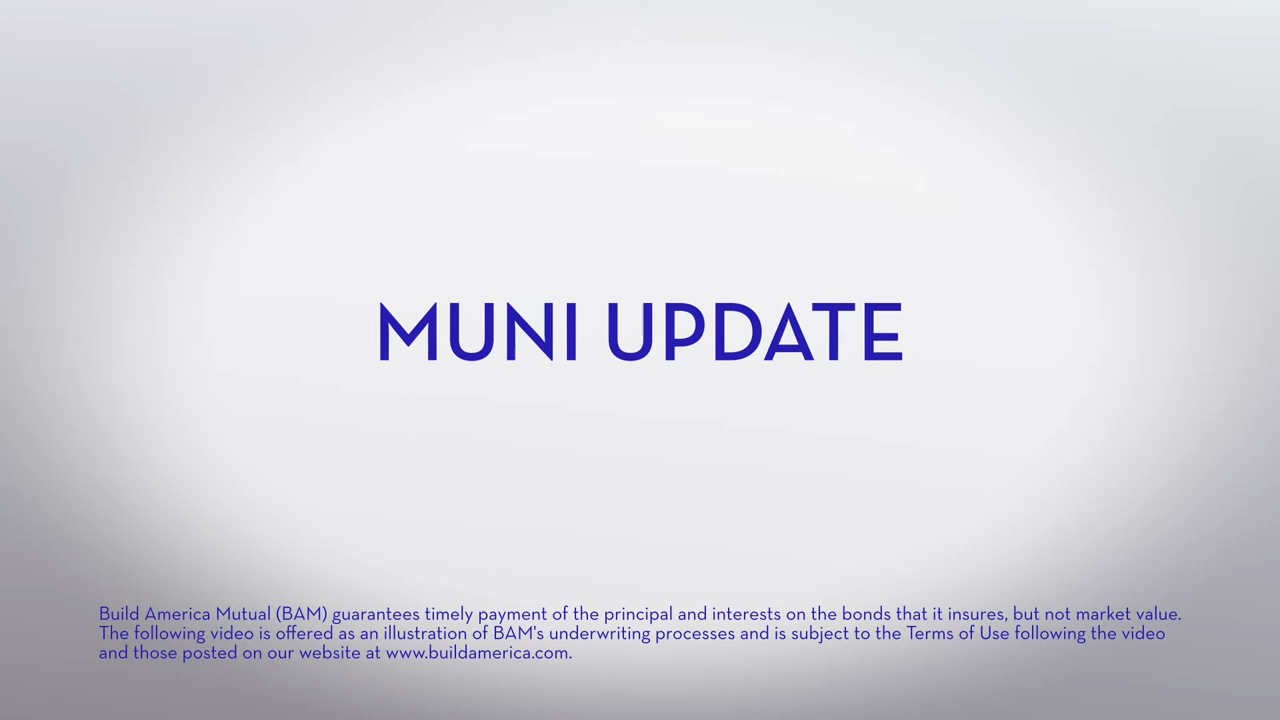 MUNI UPDATE
Build America Mutual (BAM) guarantees timely payment of the principal and interests on the bonds that it insures, but not market value.
The following video is offered as an illustration of BAM's underwriting processes and is subject to the Terms of Use following the video
and those posted on our website at www.buildamerica.com.